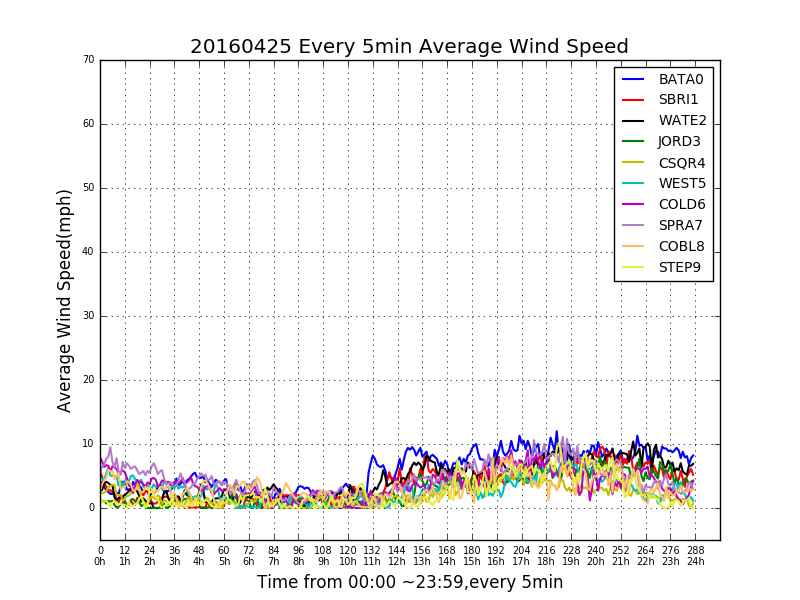 20160425 Every 5min Average Wind Speed
70
60
50
40
30
20
10
0
Average Wind Speed(mph)
BATA0
SBRI1
WATE2
JORD3
CSQR4
WEST5
COLD6
SPRA7
COBL8
STEP9
0 12 24 36 48 60 72 84 96 108 120 132 144 156 168 180 192 204 216 228 240 252 264 276 288
0h 1h 2h 3h 4h 5h 6h 7h 8h 9h 10h 11h 12h 13h 14h 15h 16h 17h 18h 19h 20h 21h 22h 23h 24h
Time from 00:00 ~23:59,every 5min